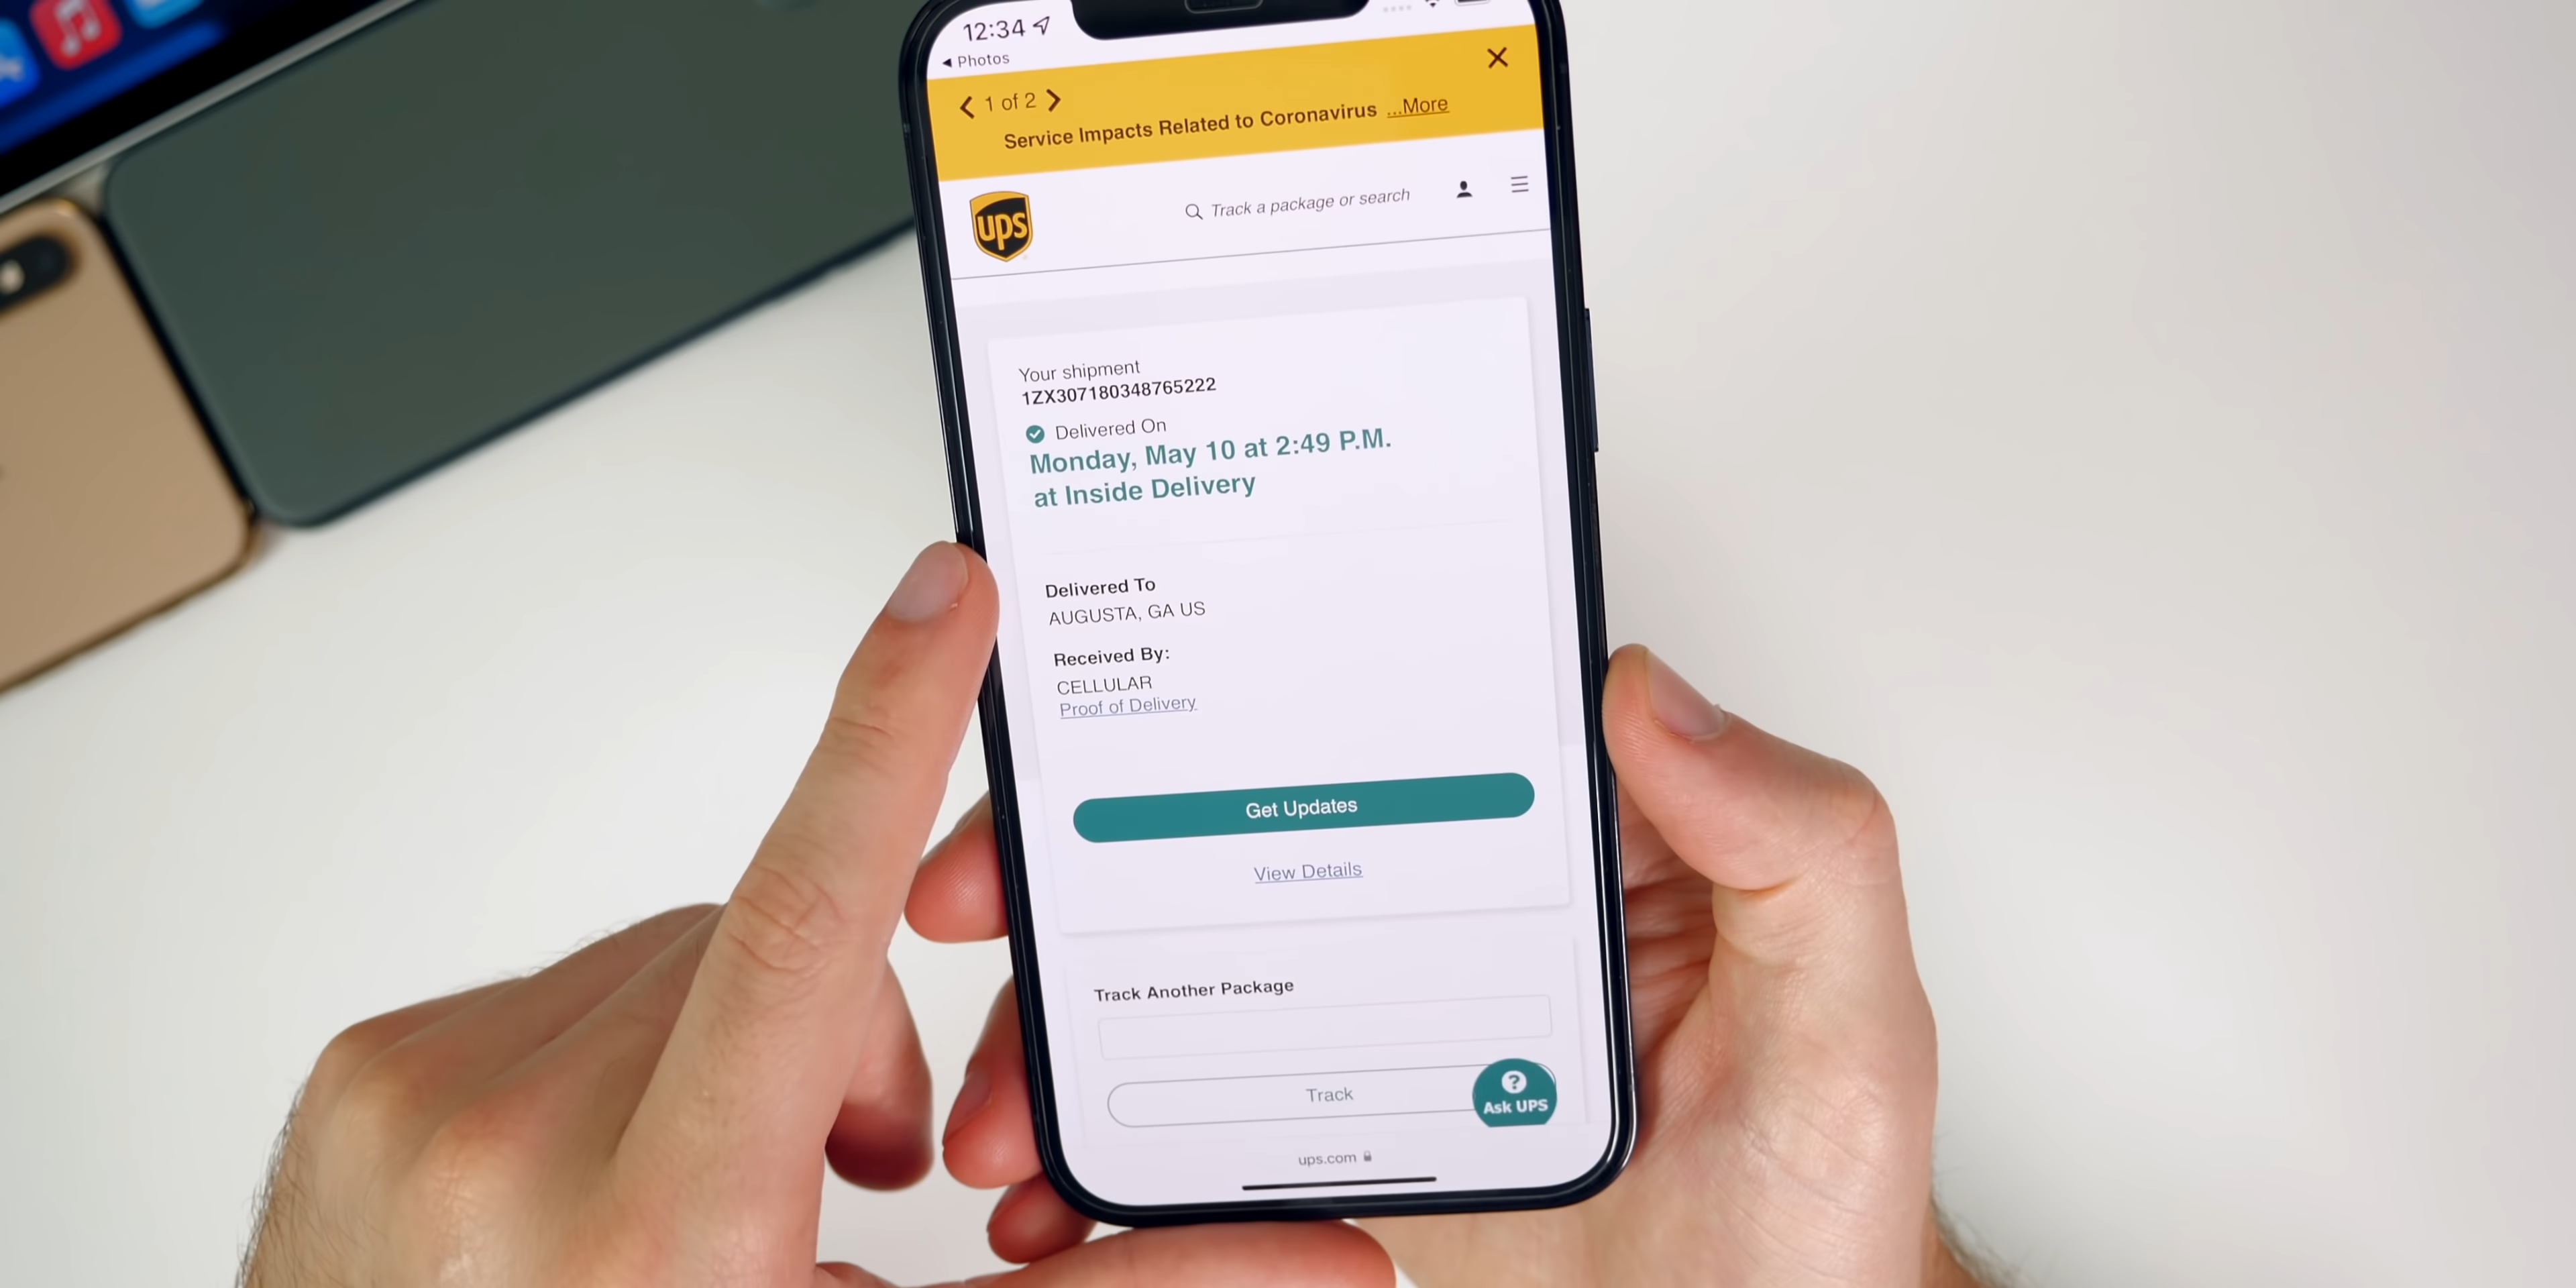 12:34
Photos
1 of 2
Service Impacts Related to Coronavirus ...More
ups
Track a package or search
Your shipment
1ZX307180348765222
Delivered On
Monday, May 10 at 2:49 P.M.
at Inside Delivery
Delivered To
AUGUSTA, GA US
Received By:
CELLULAR
Proof of Delivery
Get Updates
View Details
Track Another Package
Track
?
Ask UPS
ups.com